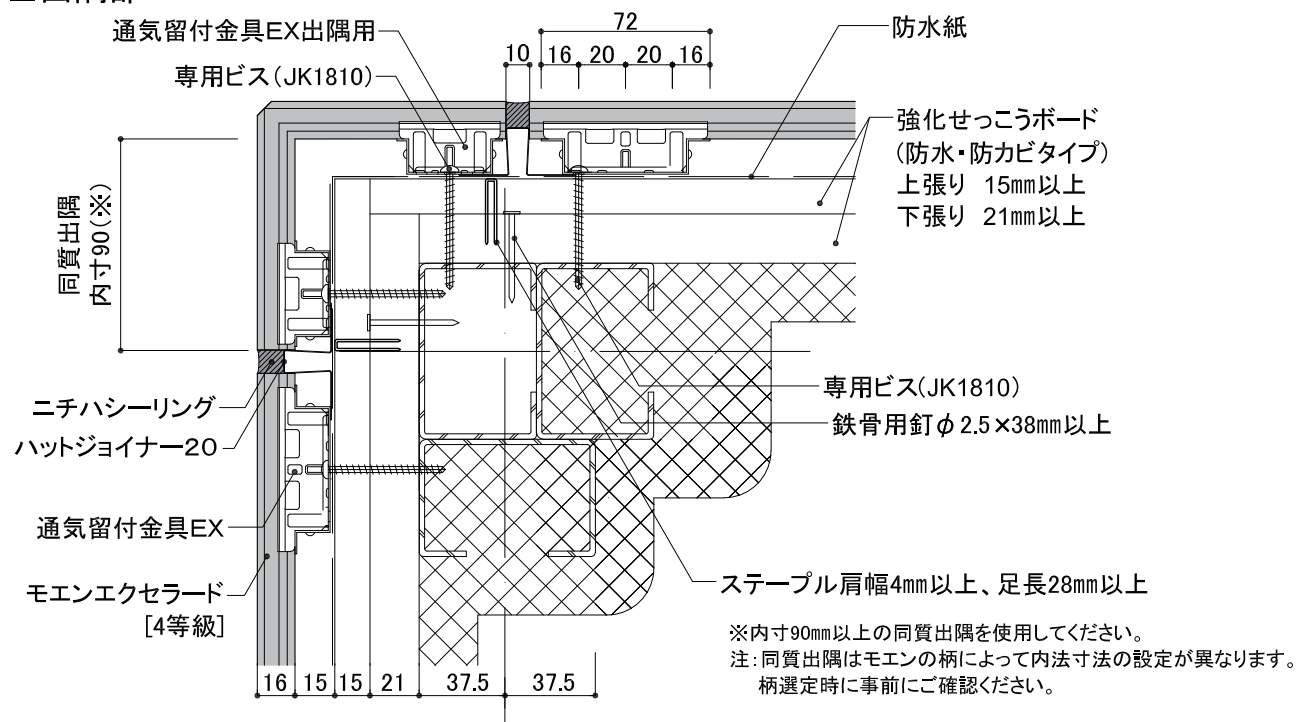 通気留付金具EX出隅用
専用ビス(JK1810)
72
10
16 20 20 16
防水紙
強化せっこうボード
(防水・防カビタイプ)
上張り 15mm以上
下張り 21mm以上
同質出隅
内寸90(※)
ニチハシーリング
ハットジョイナー20
通気留付金具EX
モエンエクセラード
[4等級]
専用ビス(JK1810)
鉄骨用釘φ2.5×38mm以上
ステープル肩幅4mm以上、足長28mm以上
※内寸90mm以上の同質出隅を使用してください。
注:同質出隅はモエンの柄によって内法寸法の設定が異なります。
柄選定時に事前にご確認ください。
16 15 15 21 37.5 37.5